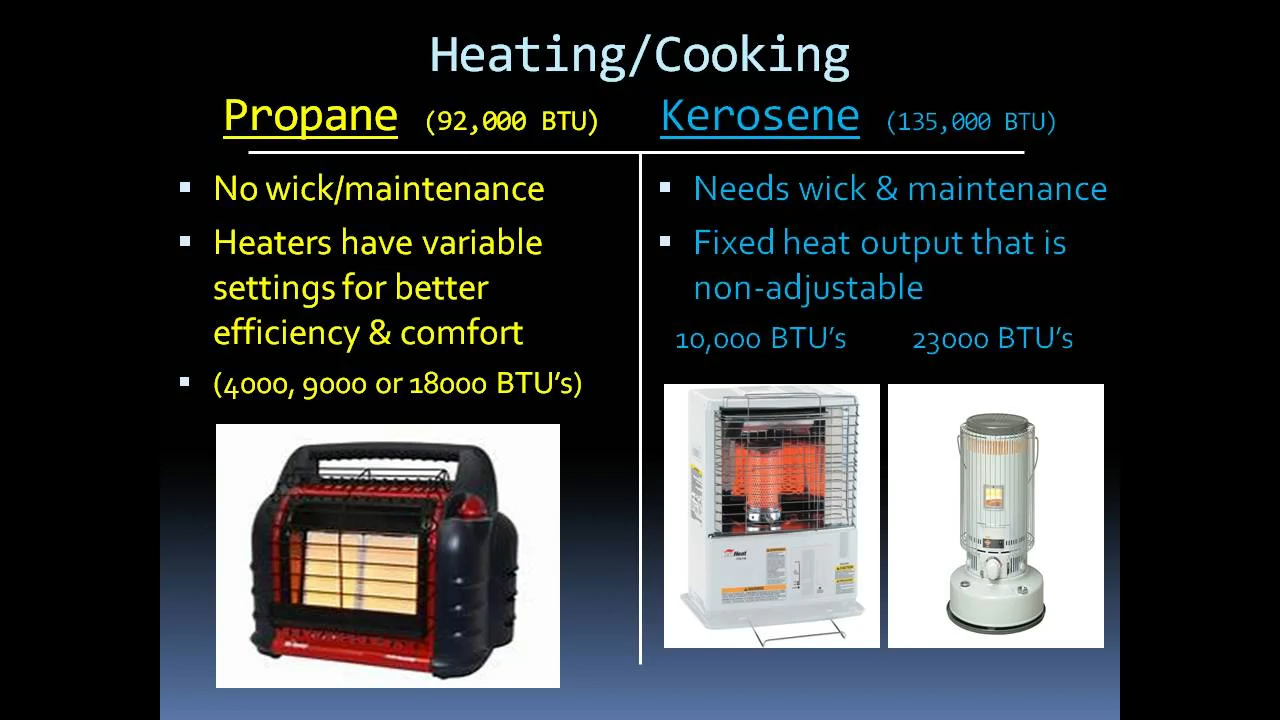 Heating/Cooking
Propane (92,000 BTU)
No wick/maintenance
Heaters have variable
settings for better
efficiency & comfort
(4000, 9000 or 18000 BTU’s)
Kerosene (135,000 BTU)
Needs wick & maintenance
Fixed heat output that is
non-adjustable
10,000 BTU’s 23000 BTU’s